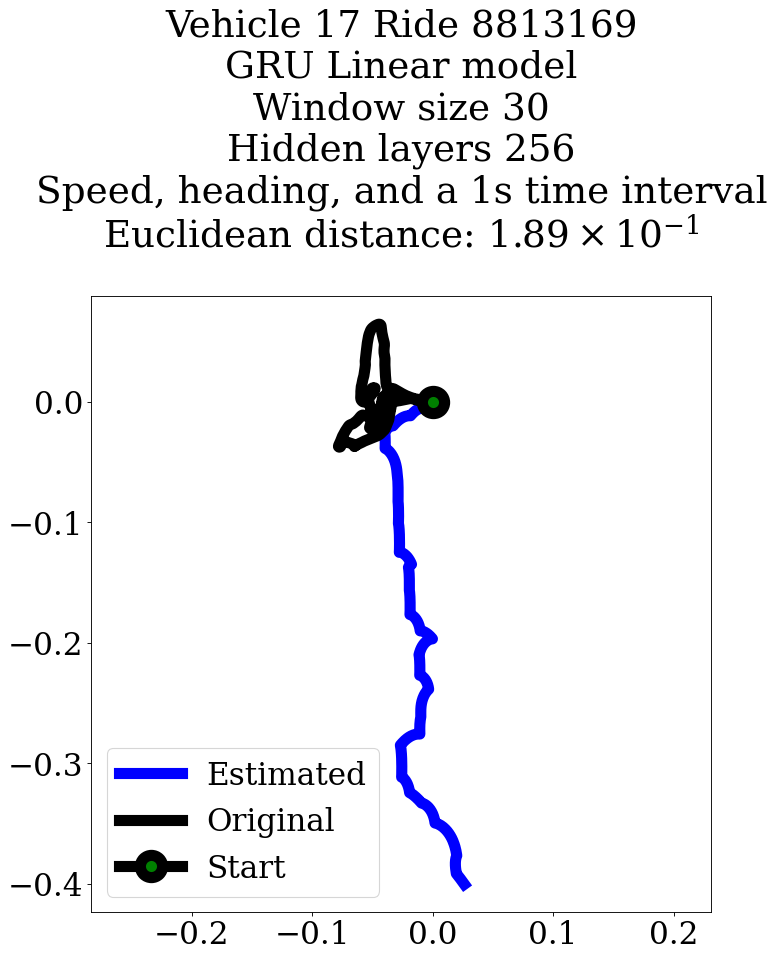 Vehicle 17 Ride 8813169
GRU Linear model
Window size 30
Hidden layers 256
Speed, heading, and a 1s time interval
Euclidean distance: 1.89 × 10⁻¹
0.0
−0.1
−0.2
−0.3
−0.4
Estimated
Original
Start
−0.2 −0.1 0.0 0.1 0.2